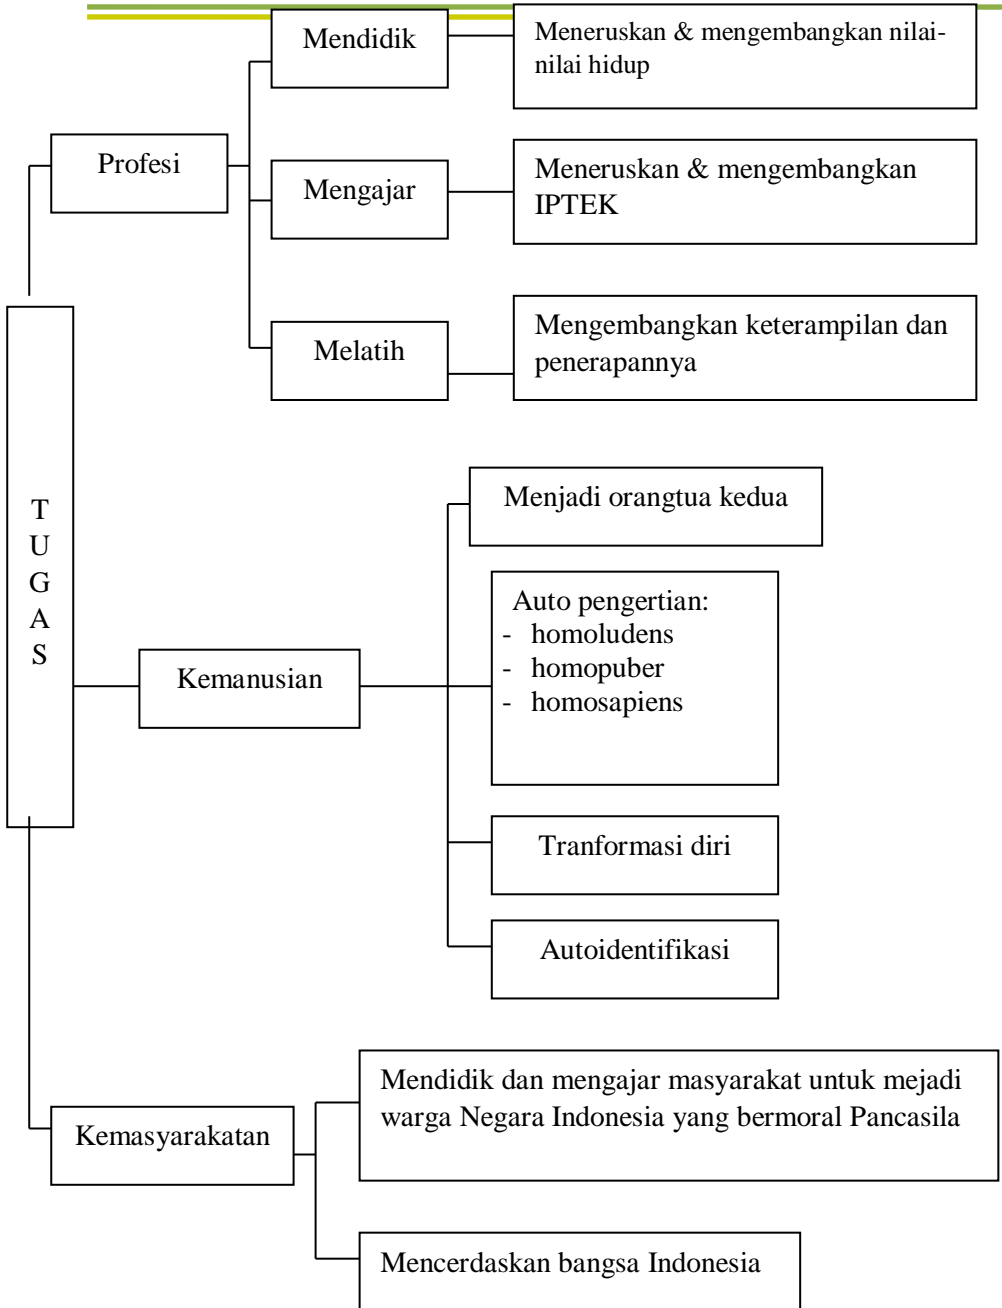 Mendidik
Meneruskan & mengembangkan nilai-
nilai hidup
Profesi
Mengajar
Meneruskan & mengembangkan
IPTEK
Melatih
Mengembangkan keterampilan dan
penerapannya
T
U
G
A
S
Menjadi orangtua kedua
Auto pengertian:
- homoludens
- homopuber
- homosapiens
Kemanusian
Tranformasi diri
Autoidentifikasi
Kemasyarakatan
Mendidik dan mengajar masyarakat untuk mejadi
warga Negara Indonesia yang bermoral Pancasila
Mencerdaskan bangsa Indonesia